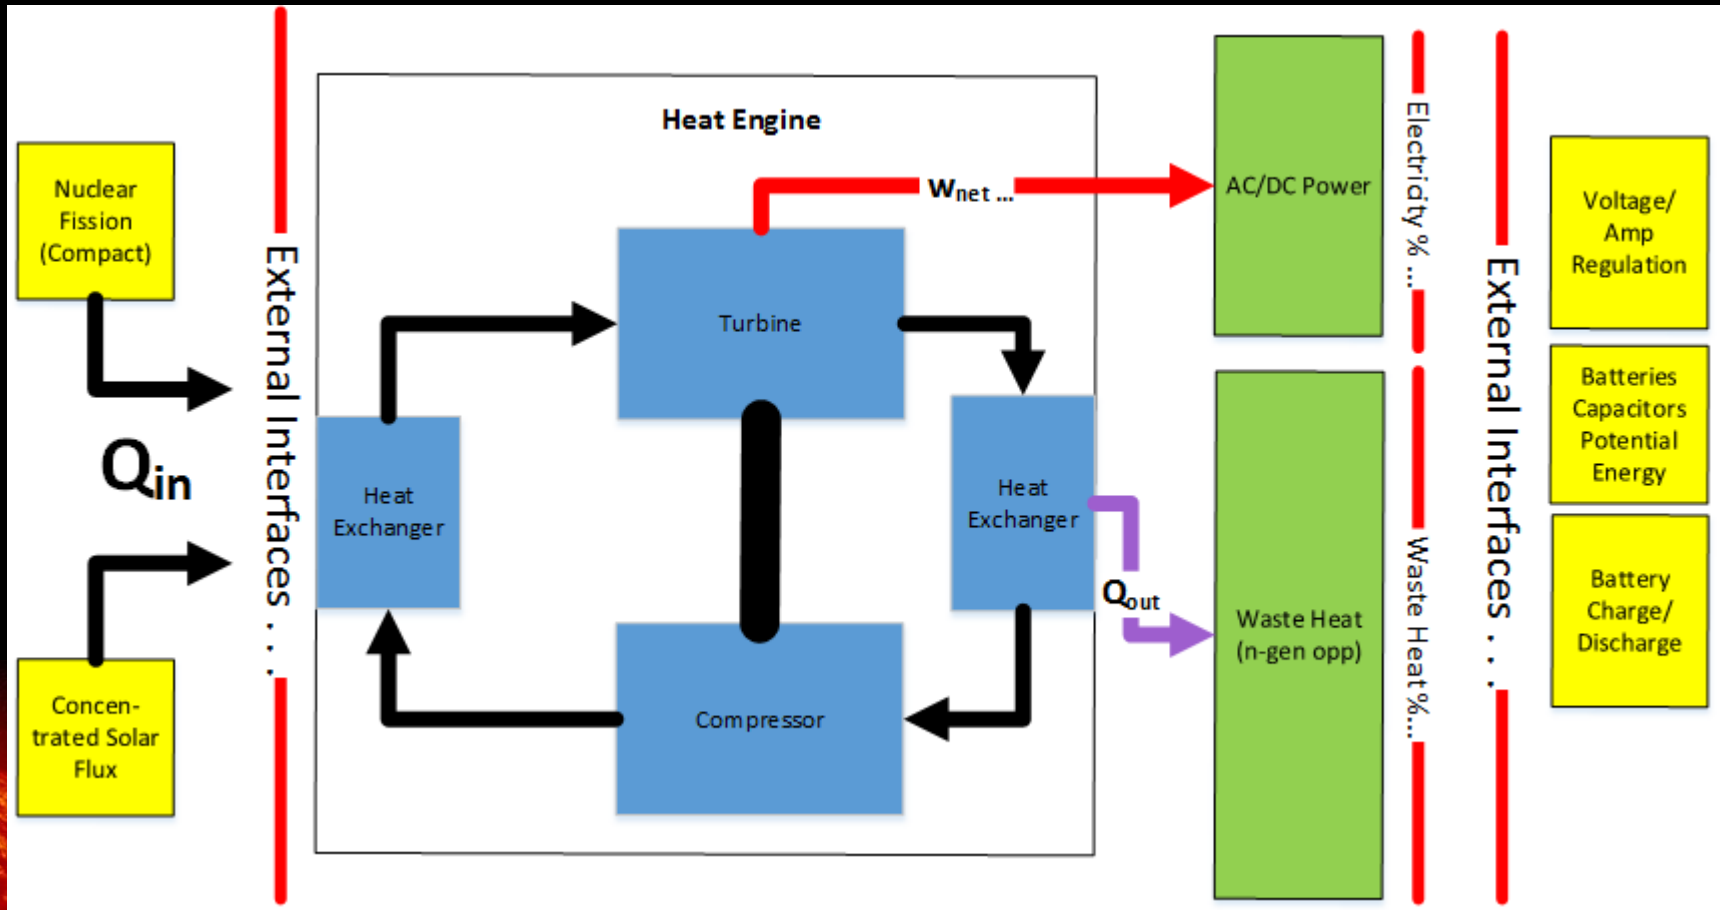 Nuclear
Fission
(Compact)
Qin
Concen-
trated Solar
Flux
External Interfaces . . .
Heat Engine
Wnet ...
Turbine
Heat
Exchanger
Heat
Exchanger
Qout
Compressor
AC/DC Power
Waste Heat
(n-gen opp)
Electricity % ...
Waste Heat%...
External Interfaces . . .
Voltage/
Amp
Regulation
Batteries
Capacitors
Potential
Energy
Battery
Charge/
Discharge